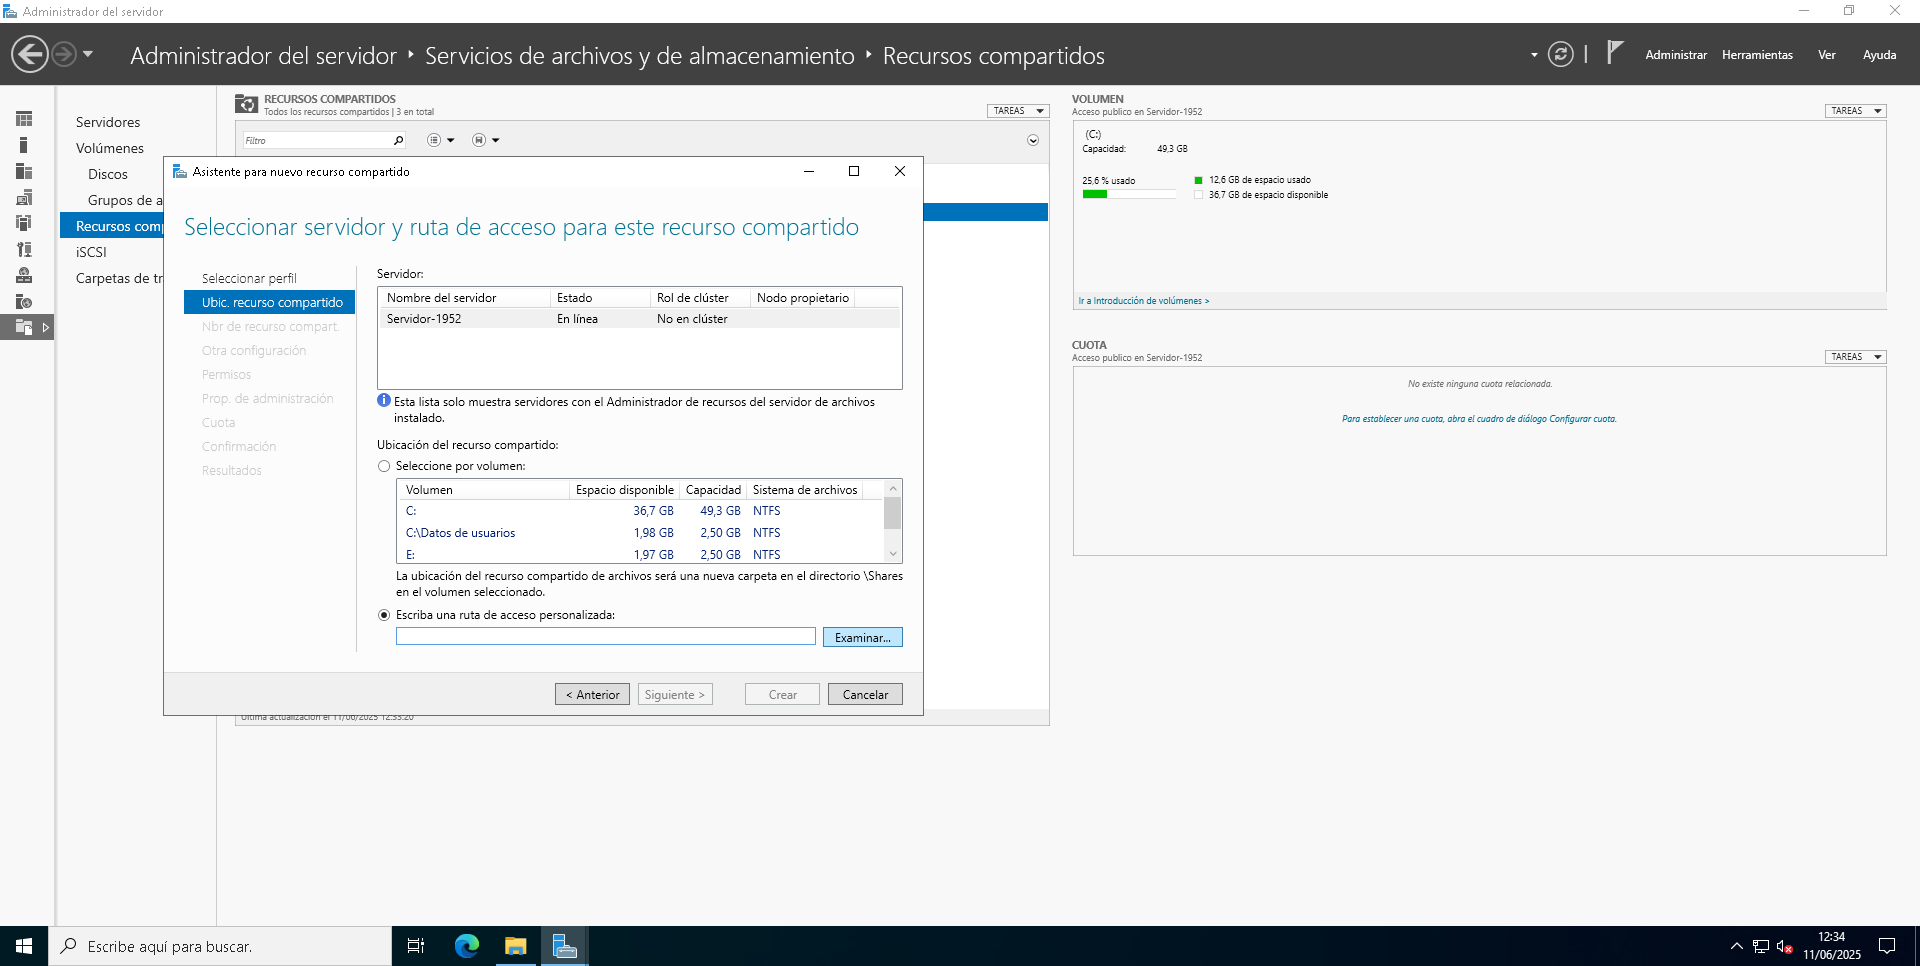 Administrador del servidor
Administrador del servidor ‣ Servicios de archivos y de almacenamiento ‣ Recursos compartidos
Administrar
Herramientas
Ver
Ayuda
Servidores
Volúmenes
Discos
Grupos de a
Recursos comp
iSCSI
Carpetas de tr
RECURSOS COMPARTIDOS
Todos los recursos compartidos | 3 en total
TAREAS
Filtro
Asistente para nuevo recurso compartido
Seleccionar servidor y ruta de acceso para este recurso compartido
Seleccionar perfil
Ubic. recurso compartido
Nbr de recurso compart.
Otra configuración
Permisos
Prop. de administración
Cuota
Confirmación
Resultados
Servidor:
Nombre del servidor Estado Rol de clúster Nodo propietario
Servidor-1952 En línea No en clúster
Esta lista solo muestra servidores con el Administrador de recursos del servidor de archivos
instalado.
Ubicación del recurso compartido:
Seleccione por volumen:
Volumen Espacio disponible Capacidad Sistema de archivos
C: 36,7 GB 49,3 GB NTFS
C:\Datos de usuarios 1,98 GB 2,50 GB NTFS
E: 1,97 GB 2,50 GB NTFS
La ubicación del recurso compartido de archivos será una nueva carpeta en el directorio \Shares
en el volumen seleccionado.
Escriba una ruta de acceso personalizada:
Examinar...
< Anterior
Siguiente >
Crear
Cancelar
Última actualización el 11/06/2025 12:33:20
VOLUMEN
Acceso publico en Servidor-1952
TAREAS
(C:)
Capacidad: 49,3 GB
25,6 % usado
12,6 GB de espacio usado
36,7 GB de espacio disponible
Ir a Introducción de volúmenes >
CUOTA
Acceso publico en Servidor-1952
TAREAS
No existe ninguna cuota relacionada.
Para establecer una cuota, abra el cuadro de diálogo Configurar cuota.
Escribe aquí para buscar.
12:34
11/06/2025